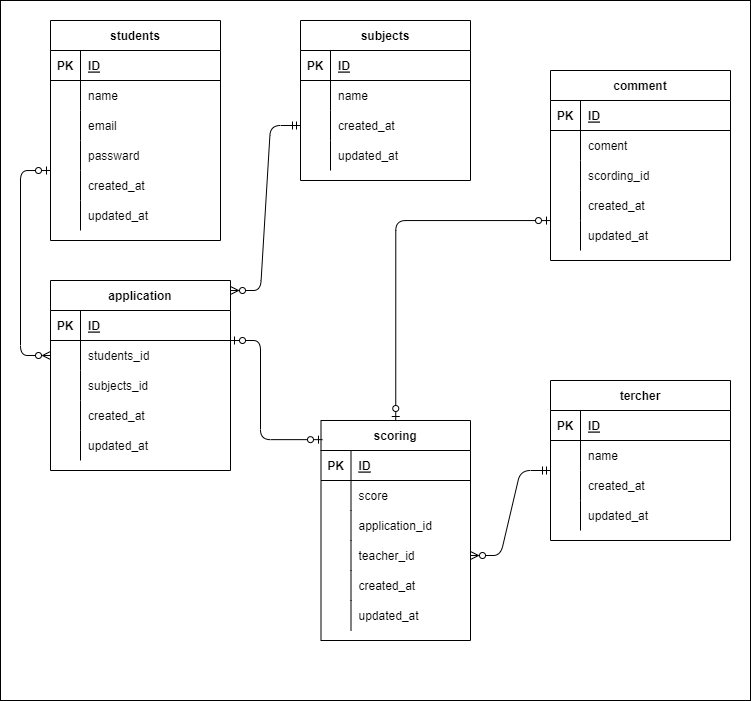 students
PK ID
name
email
passward
created_at
updated_at
subjects
PK ID
name
created_at
updated_at
comment
PK ID
coment
scording_id
created_at
updated_at
application
PK ID
students_id
subjects_id
created_at
updated_at
scoring
PK ID
score
application_id
teacher_id
created_at
updated_at
tercher
PK ID
name
created_at
updated_at